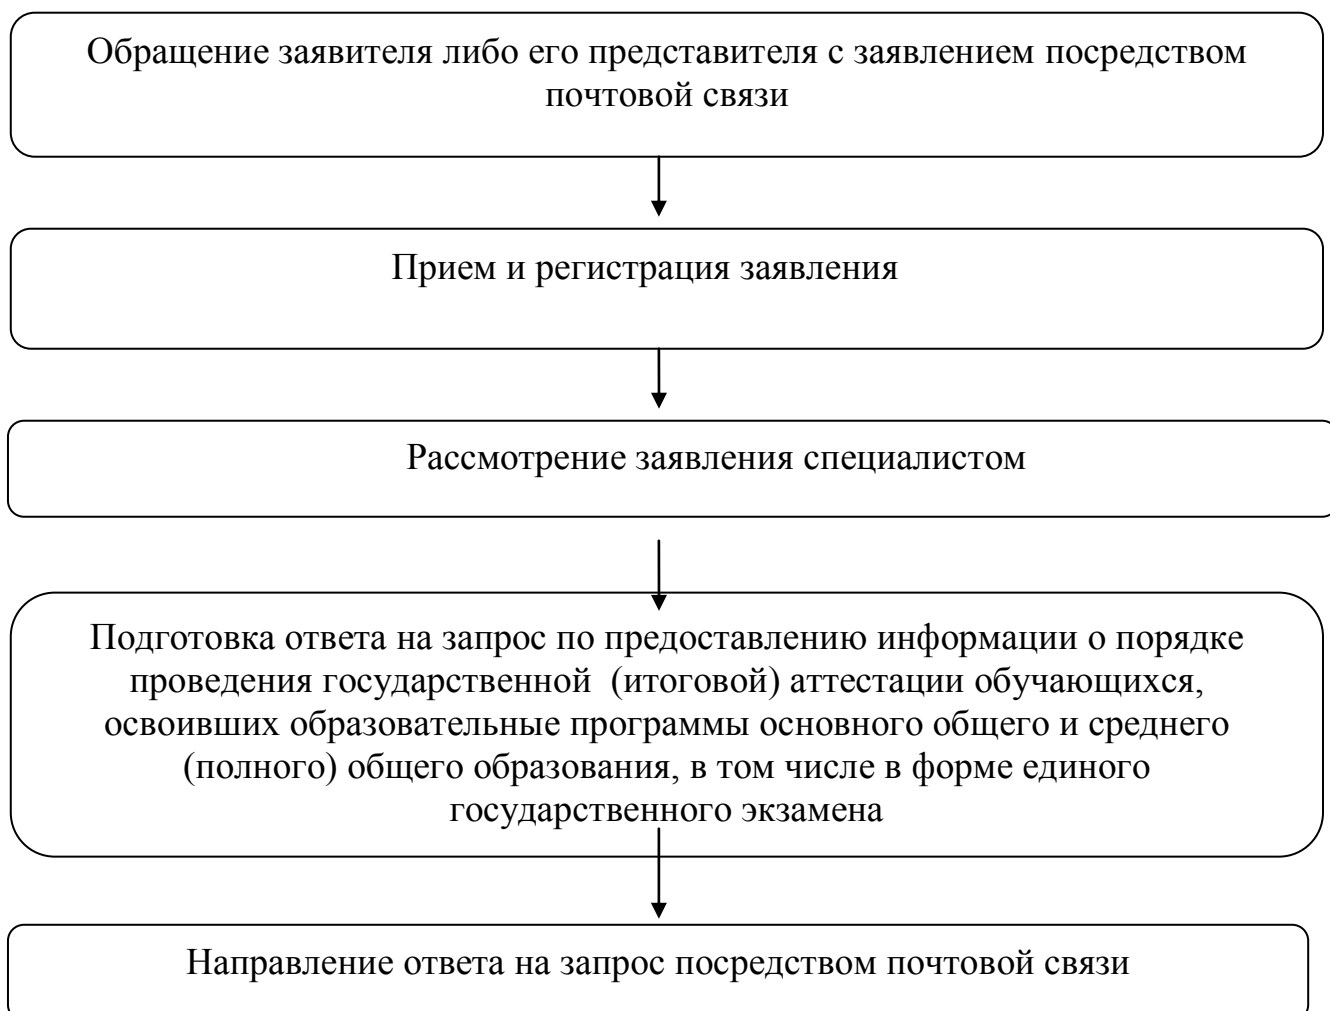 Обращение заявителя либо его представителя с заявлением посредством
почтовой связи
Прием и регистрация заявления
Рассмотрение заявления специалистом
Подготовка ответа на запрос по предоставлению информации о порядке
проведения государственной  (итоговой) аттестации обучающихся,
освоивших образовательные программы основного общего и среднего
(полного) общего образования, в том числе в форме единого
государственного экзамена
Направление ответа на запрос посредством почтовой связи